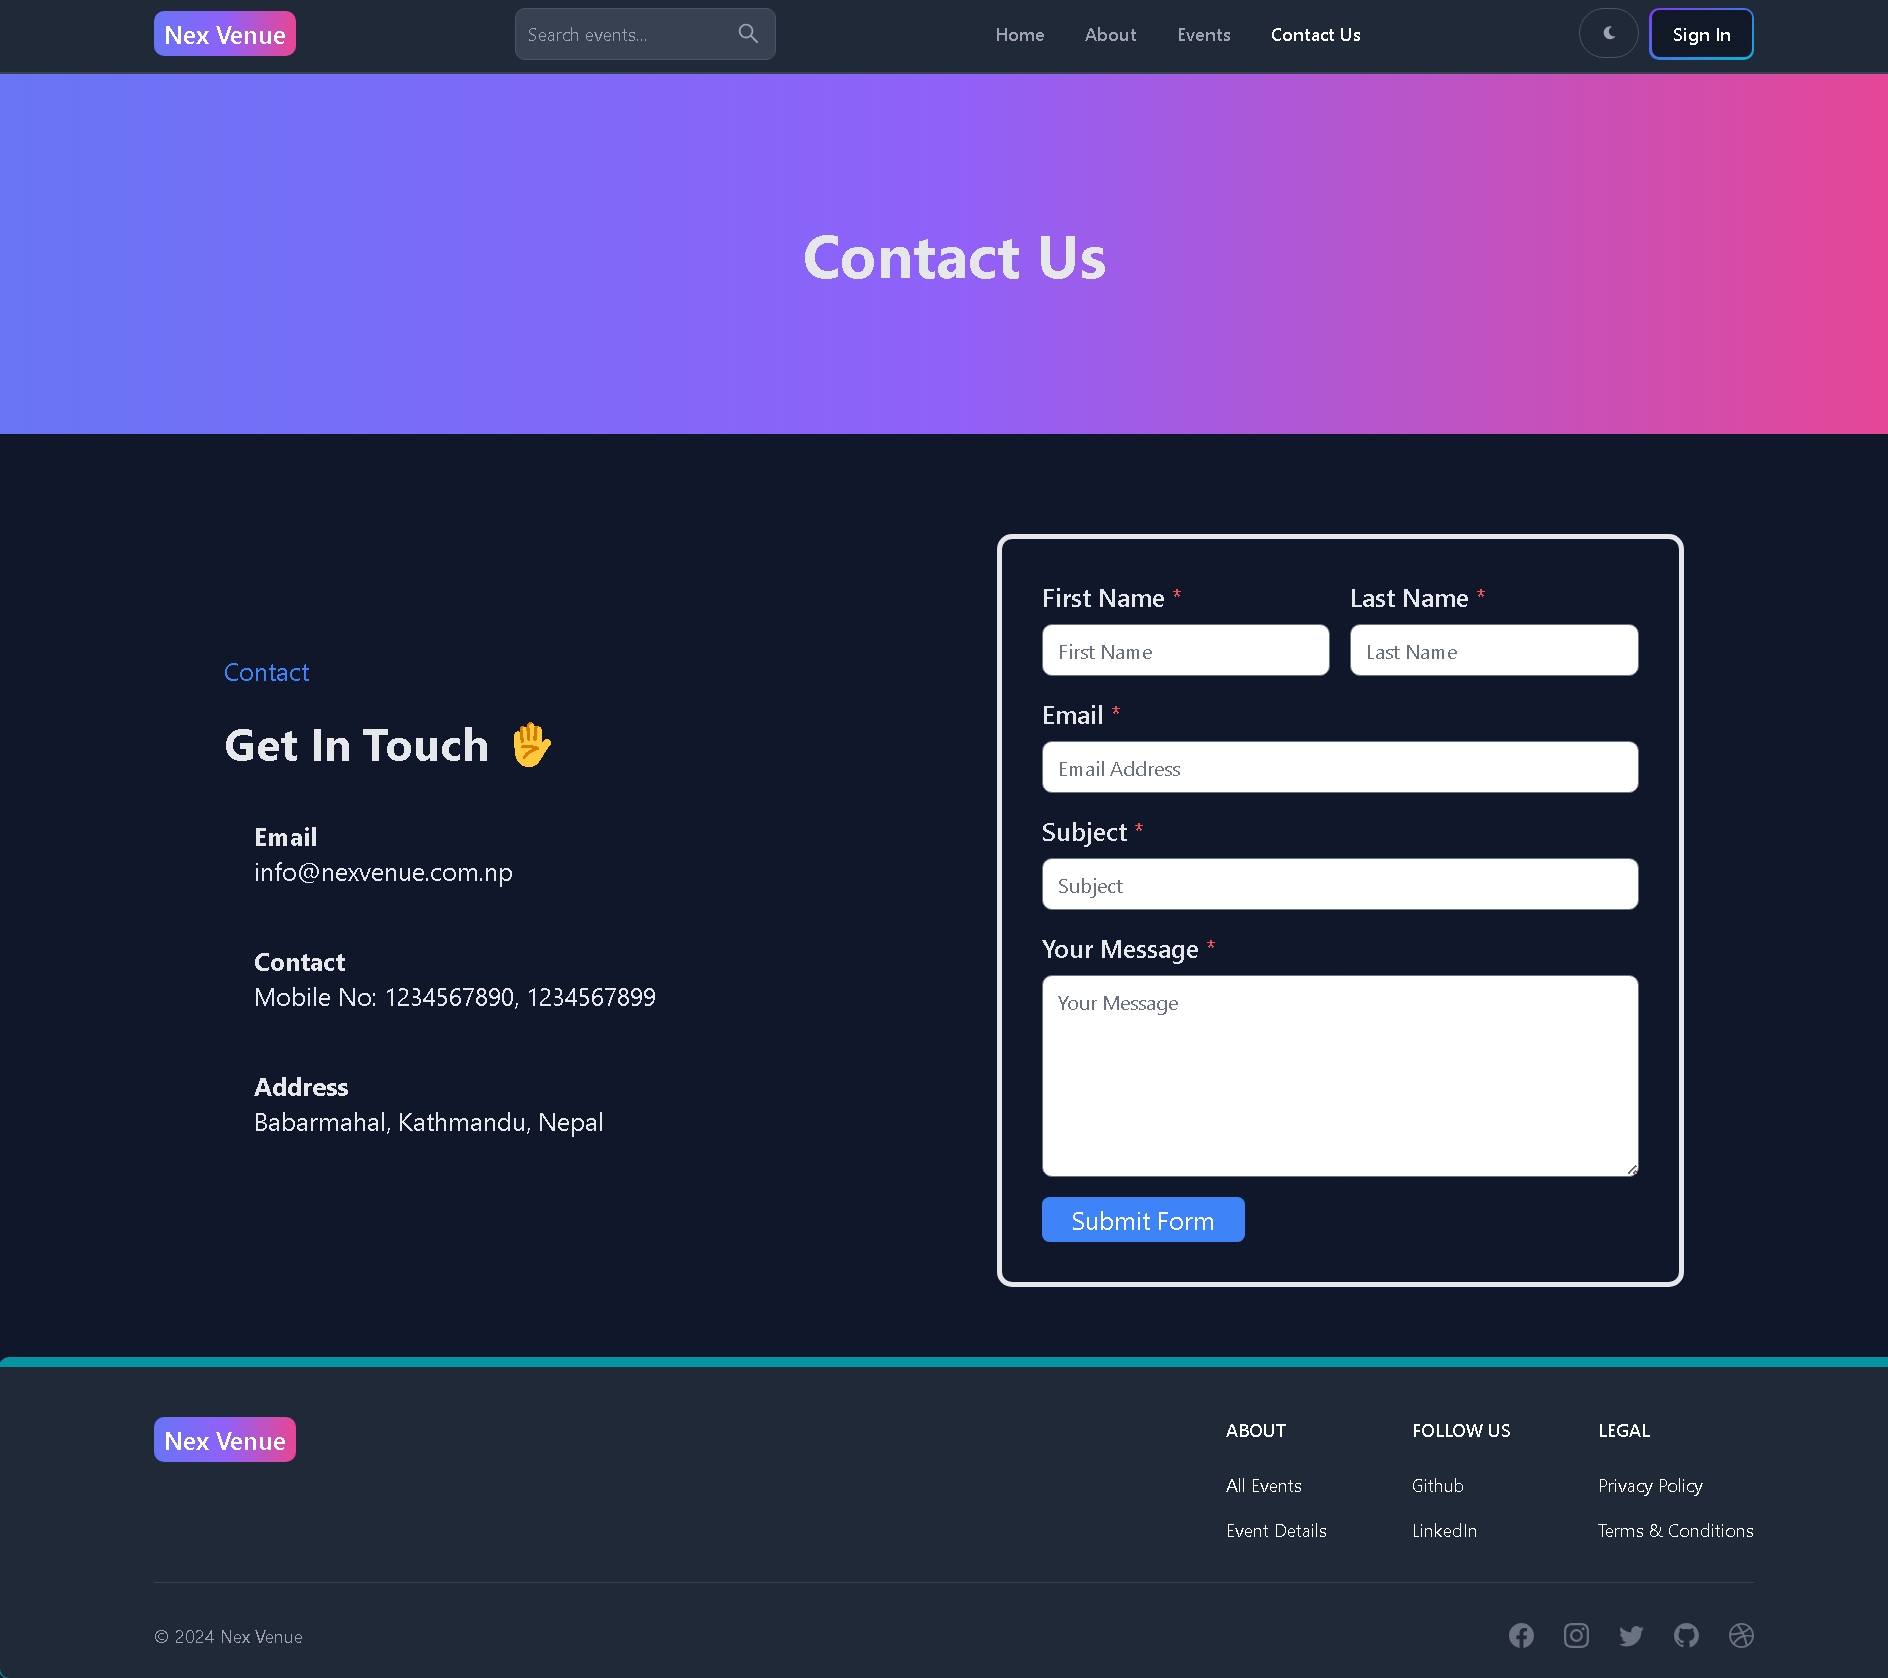 Nex Venue
Search events...
Home About Events Contact Us
Sign In
Contact Us
Contact
Get In Touch ✋
Email
info@nexvenue.com.np
Contact
Mobile No: 1234567890, 1234567899
Address
Babarmahal, Kathmandu, Nepal
First Name * Last Name *
First Name Last Name
Email *
Email Address
Subject *
Subject
Your Message *
Your Message
Submit Form
Nex Venue
ABOUT FOLLOW US LEGAL
All Events Github Privacy Policy
Event Details LinkedIn Terms & Conditions
© 2024 Nex Venue